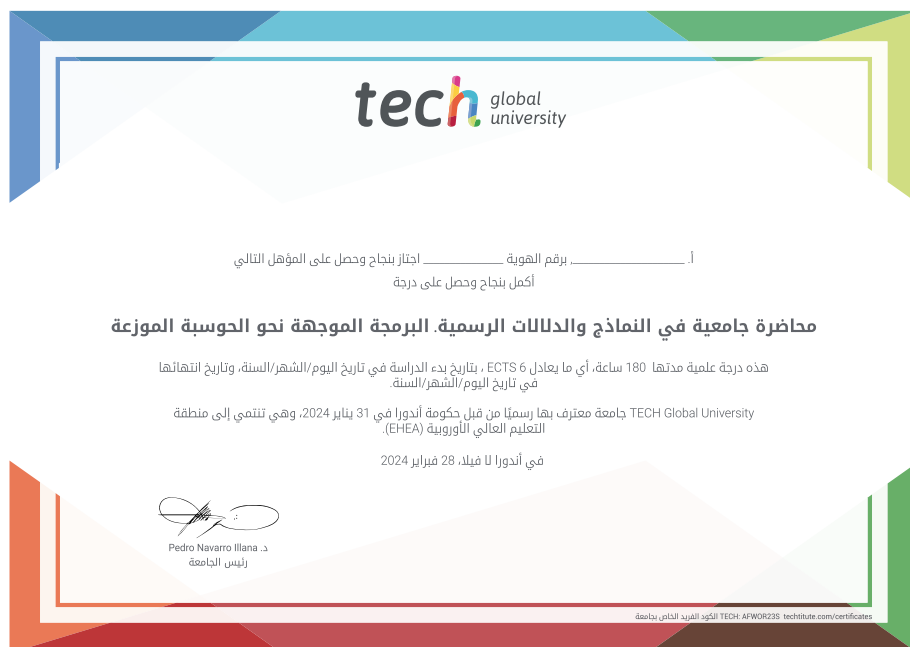 tech global
university
أ. ____________________, برقم الهوية ______________ اجتاز بنجاح وحصل على المؤهل التالي
أكمل بنجاح وحصل على درجة
محاضرة جامعية في النماذج والدلالات الرسمية. البرمجة الموجهة نحو الحوسبة الموزعة
هذه درجة علمية مدتها 180 ساعة، أي ما يعادل 6 ECTS ، بتاريخ بدء الدراسة في تاريخ اليوم/الشهر/السنة، وتاريخ انتهائها
في تاريخ اليوم/الشهر/السنة.
TECH Global University جامعة معترف بها رسميًا من قبل حكومة أندورا في 31 يناير 2024، وهي تنتمي إلى منطقة
التعليم العالي الأوروبية (EHEA).
في أندورا لا فيلا، 28 فبراير 2024
د. Pedro Navarro Illana
رئيس الجامعة
الكود الفريد الخاص بجامعة TECH: AFWOR23S techtitute.com/certificates